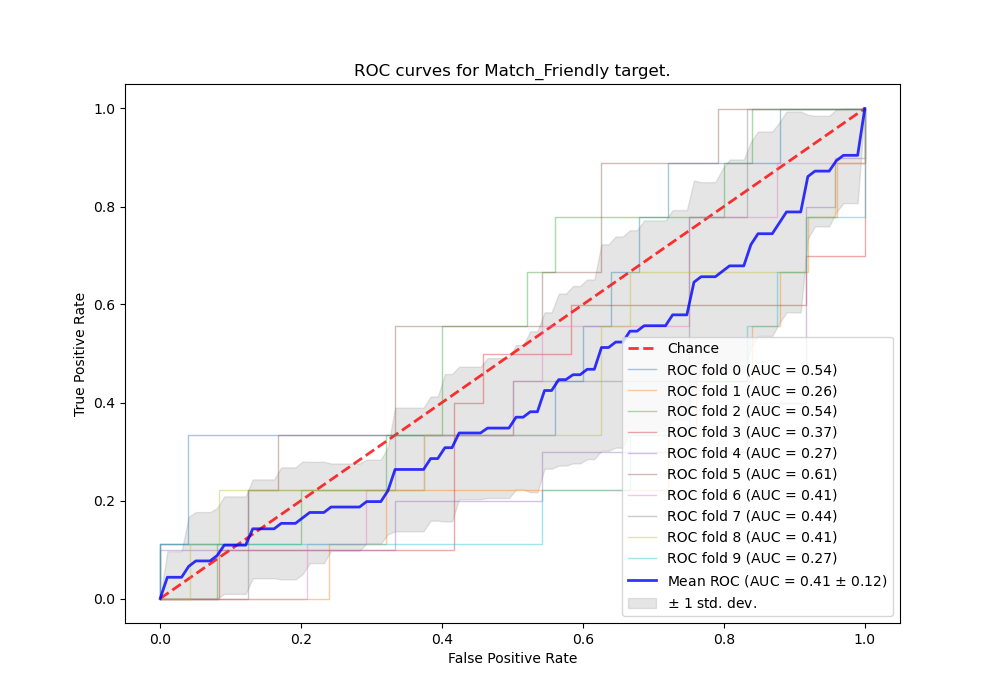 ROC curves for Match_Friendly target.
1.0
0.8
0.6
0.4
0.2
0.0
True Positive Rate
0.0 0.2 0.4 0.6 0.8 1.0
False Positive Rate
Chance
ROC fold 0 (AUC = 0.54)
ROC fold 1 (AUC = 0.26)
ROC fold 2 (AUC = 0.54)
ROC fold 3 (AUC = 0.37)
ROC fold 4 (AUC = 0.27)
ROC fold 5 (AUC = 0.61)
ROC fold 6 (AUC = 0.41)
ROC fold 7 (AUC = 0.44)
ROC fold 8 (AUC = 0.41)
ROC fold 9 (AUC = 0.27)
Mean ROC (AUC = 0.41 ± 0.12)
± 1 std. dev.